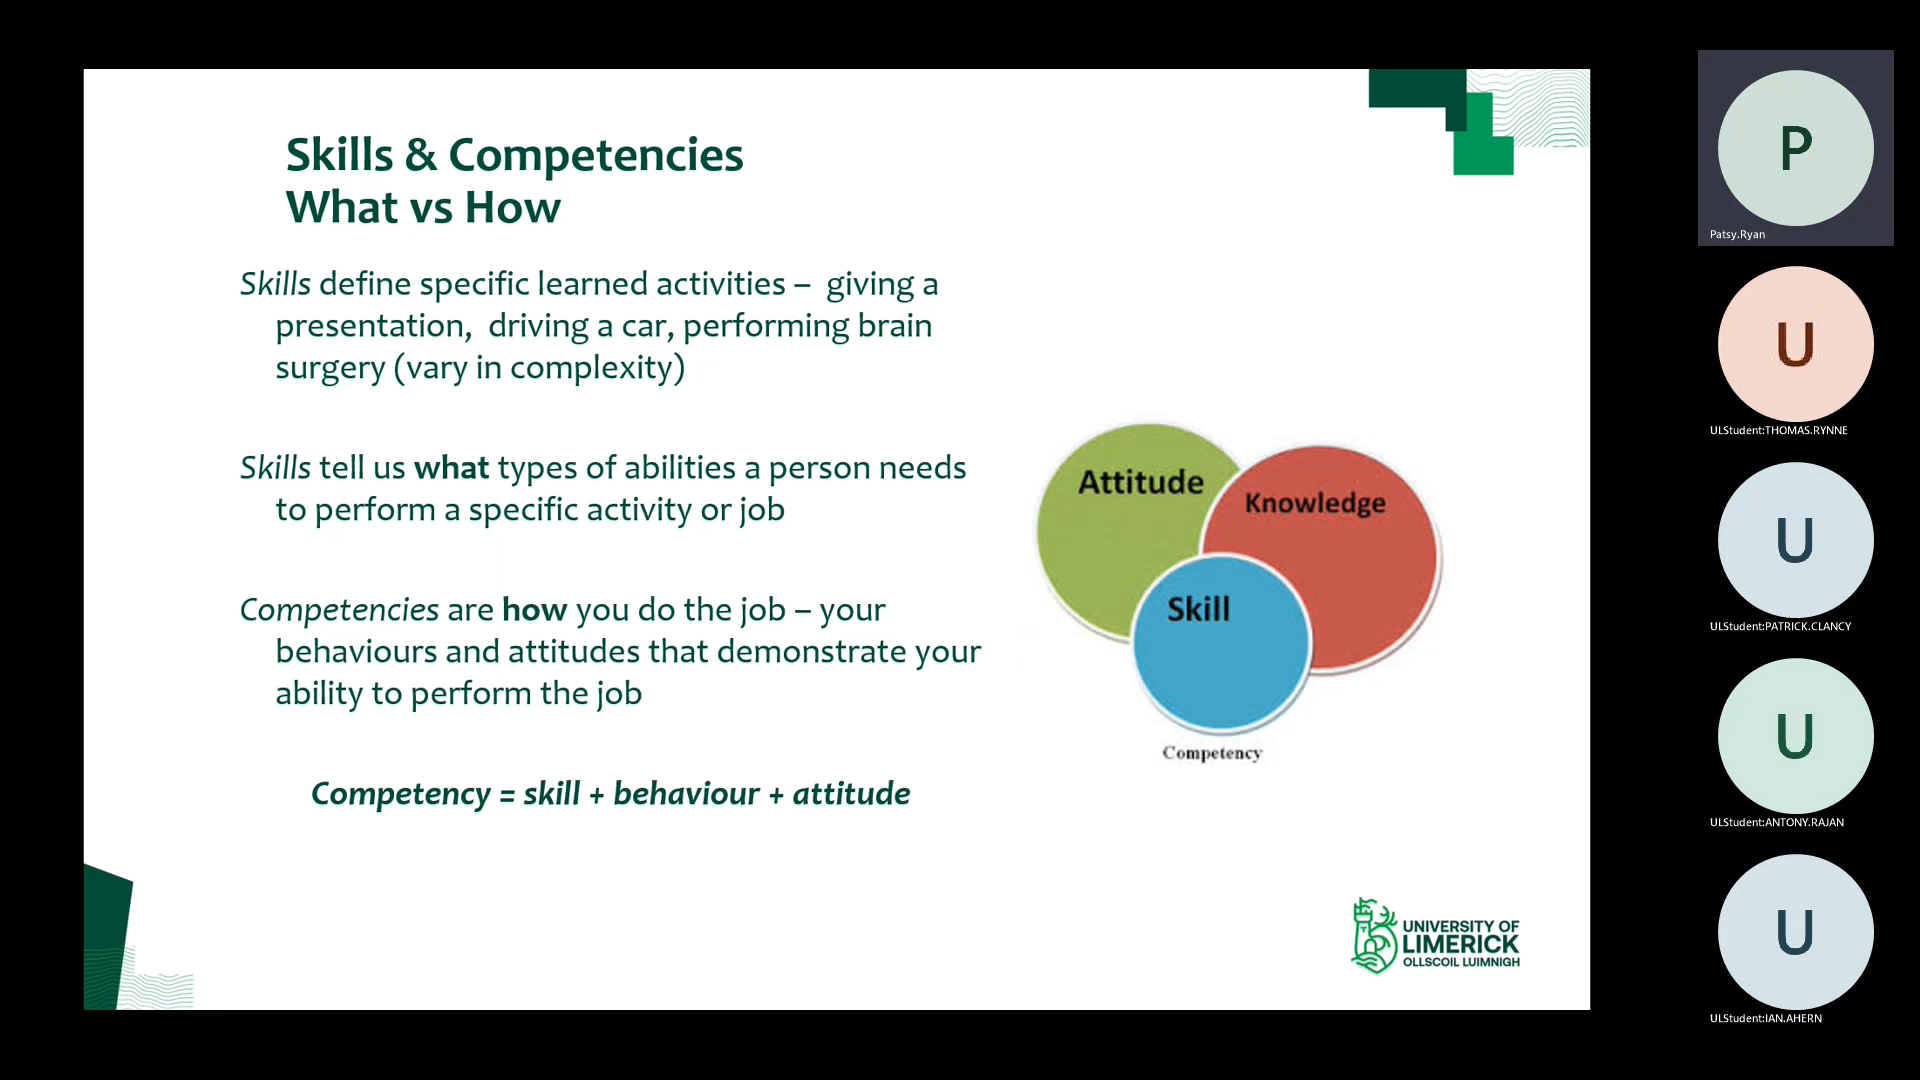 Skills & Competencies
What vs How
Skills define specific learned activities –  giving a
presentation,  driving a car, performing brain
surgery (vary in complexity)
Skills tell us what types of abilities a person needs
to perform a specific activity or job
Competencies are how you do the job – your
behaviours and attitudes that demonstrate your
ability to perform the job
Competency = skill + behaviour + attitude
Attitude
Knowledge
Skill
Competency
UNIVERSITY OF
LIMERICK
OLLSCOIL LUIMNIGH
P
Patsy.Ryan
U
ULStudent:THOMAS.RYNNE
U
ULStudent:PATRICK.CLANCY
U
ULStudent:ANTONY.RAJAN
U
ULStudent:IAN.AHERN